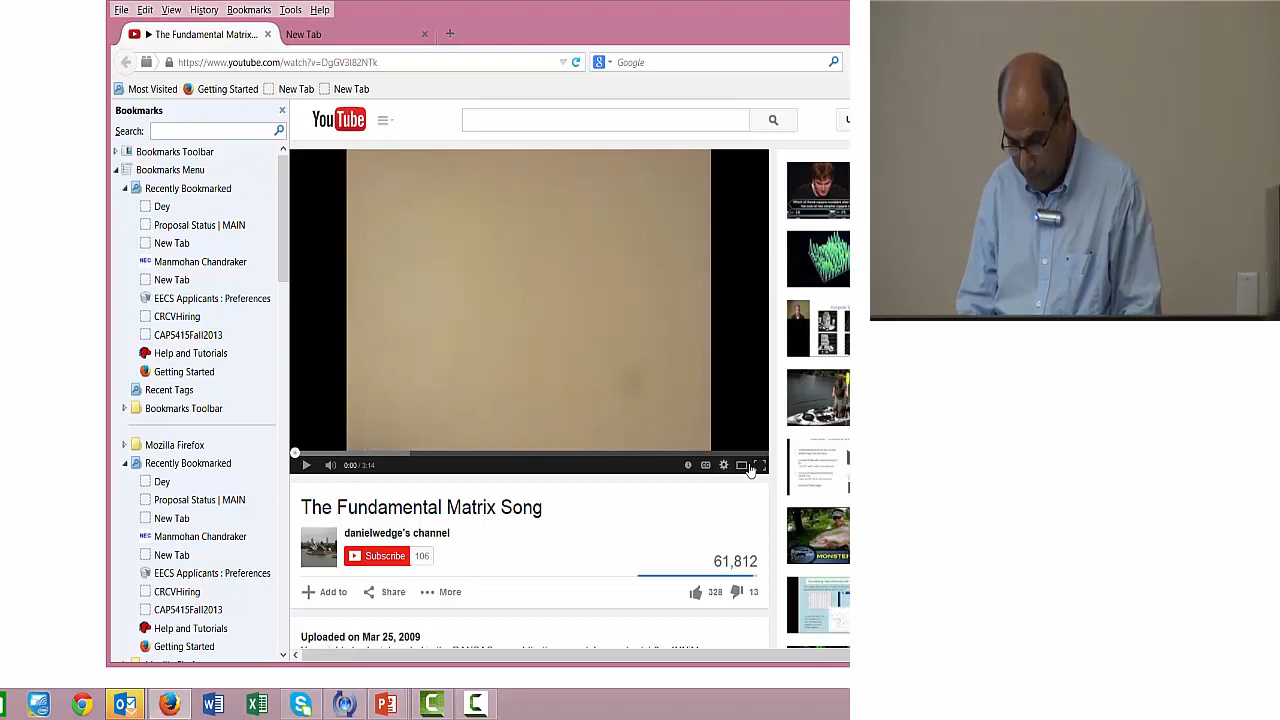 File Edit View History Bookmarks Tools Help
▶ The Fundamental Matrix... New Tab
https://www.youtube.com/watch?v=DgGV3l82NTk Google
Most Visited Getting Started New Tab New Tab
Bookmarks
Search:
YouTube
Bookmarks Toolbar
Bookmarks Menu
Recently Bookmarked
Dey
Proposal Study | MAIN
New Tab
NEC Manmohan Chandraker
New Tab
EECS Applicants : Preferences
CRCVHiring
CAP5415Fall2013
Help and Tutorials
Getting Started
Recent Tags
Bookmarks Toolbar
Mozilla Firefox
Recently Bookmarked
Dey
Proposal Study | MAIN
New Tab
NEC Manmohan Chandraker
New Tab
EECS Applicants : Preferences
CRCVHiring
CAP5415Fall2013
Help and Tutorials
Getting Started
0:00 / 3:14
The Fundamental Matrix Song
danielwedge's channel
Subscribe 106
61,812
Add to Share More 328 13
Uploaded on Mar 25, 2009
MONSTER